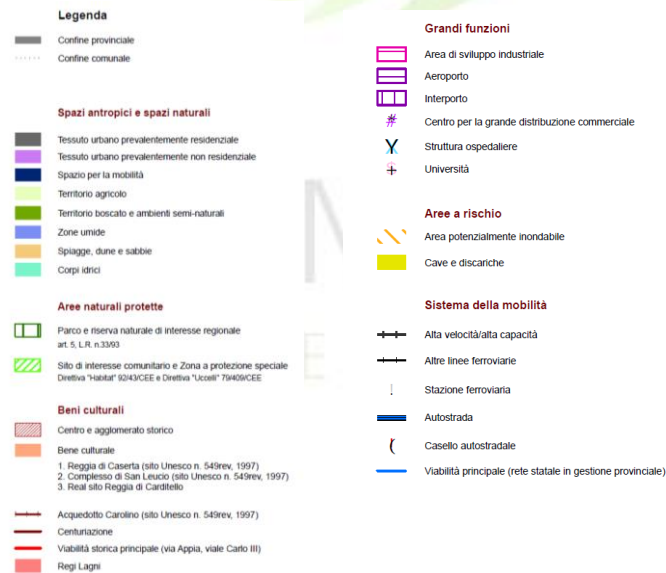 Legenda
Confine provinciale
Confine comunale
Spazi antropici e spazi naturali
Tessuto urbano prevalentemente residenziale
Tessuto urbano prevalentemente non residenziale
Spazio per la mobilità
Territorio agricolo
Territorio boscato e ambienti semi-naturali
Zone umide
Spiagge, dune e sabbie
Corpi idrici
Aree naturali protette
Parco e riserva naturale di interesse regionale
art. 5, L.R. n.33/93
Sito di interesse comunitario e Zona a protezione speciale
Direttiva "Habitat" 92/43/CEE e Direttiva "Uccelli" 79/409/CEE
Beni culturali
Centro e agglomerato storico
Bene culturale
1. Reggia di Caserta (sito Unesco n. 549rev, 1997)
2. Complesso di San Leucio (sito Unesco n. 549rev, 1997)
3. Real sito Reggia di Carditello
Acquedotto Carolino (sito Unesco n. 549rev, 1997)
Centuriazione
Viabilità storica principale (via Appia, viale Carlo III)
Regi Lagni
Grandi funzioni
Area di sviluppo industriale
Aeroporto
Interporto
Centro per la grande distribuzione commerciale
Struttura ospedaliere
Università
Aree a rischio
Area potenzialmente inondabile
Cave e discariche
Sistema della mobilità
Alta velocità/alta capacità
Altre linee ferroviarie
Stazione ferroviaria
Autostrada
Casello autostradale
Viabilità principale (rete statale in gestione provinciale)